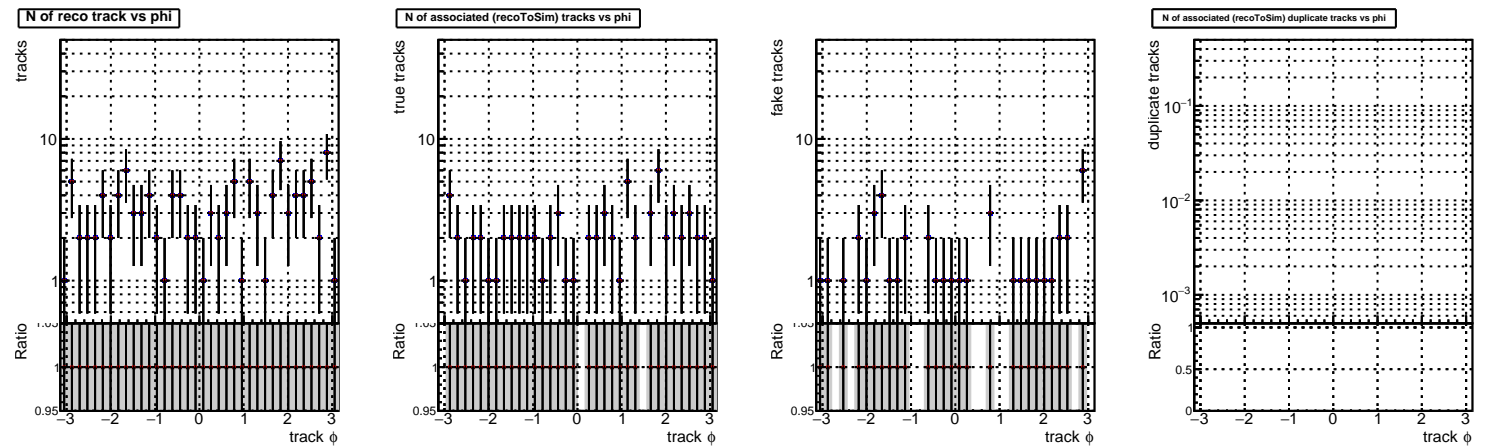 N of reco track vs phi
tracks
10
1
Ratio
1.05
1
0.95
−3 −2 −1 0 1 2 3
track ϕ
N of associated (recoToSim) tracks vs phi
true tracks
10
1
Ratio
1.05
1
0.95
−3 −2 −1 0 1 2 3
track ϕ
fake tracks
10
1
Ratio
1.05
1
0.95
−3 −2 −1 0 1 2 3
track ϕ
N of associated (recoToSim) duplicate tracks vs phi
duplicate tracks
10⁻¹
10⁻²
10⁻³
Ratio
1
0.5
0
−3 −2 −1 0 1 2 3
track ϕ